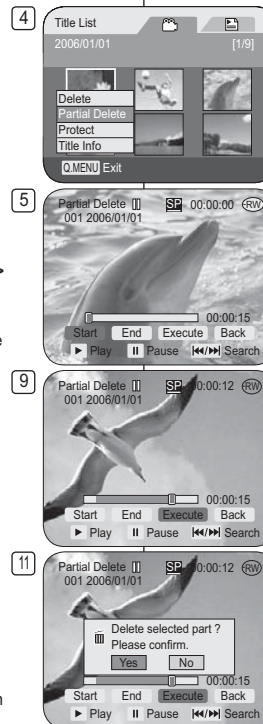 4
Title List
2006/01/01 [1/9]
Delete
Partial Delete
Protect
Title Info
Q.MENU Exit
5
Partial Delete SP 00:00:00 RW
001 2006/01/01
00:00:15
Start End Execute Back
Play Pause Search
e
9
Partial Delete SP 0:00:12 RW
001 2006/01/01
00:00:15
Start End Execute Back
Play Pause Search
11
Partial Delete SP 0:00:12 RW
001 2006/01/01
Delete selected part ?
Please confirm.
Yes No
00:00:15
Start End Execute Back
Play Pause Search
n